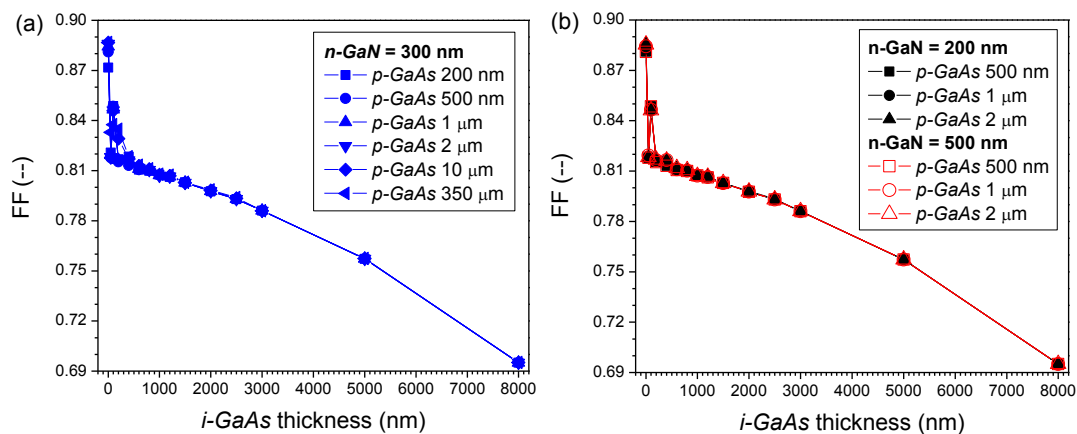 (a)
0.90
0.87
0.84
0.81
0.78
0.75
0.72
0.69
FF (--)
n-GaN = 300 nm
p-GaAs 200 nm
p-GaAs 500 nm
p-GaAs 1 μm
p-GaAs 2 μm
p-GaAs 10 μm
p-GaAs 350 μm
0 1000 2000 3000 4000 5000 6000 7000 8000
i-GaAs thickness (nm)
(b)
0.90
0.87
0.84
0.81
0.78
0.75
0.72
0.69
FF (--)
n-GaN = 200 nm
p-GaAs 500 nm
p-GaAs 1 μm
p-GaAs 2 μm
n-GaN = 500 nm
p-GaAs 500 nm
p-GaAs 1 μm
p-GaAs 2 μm
0 1000 2000 3000 4000 5000 6000 7000 8000
i-GaAs thickness (nm)